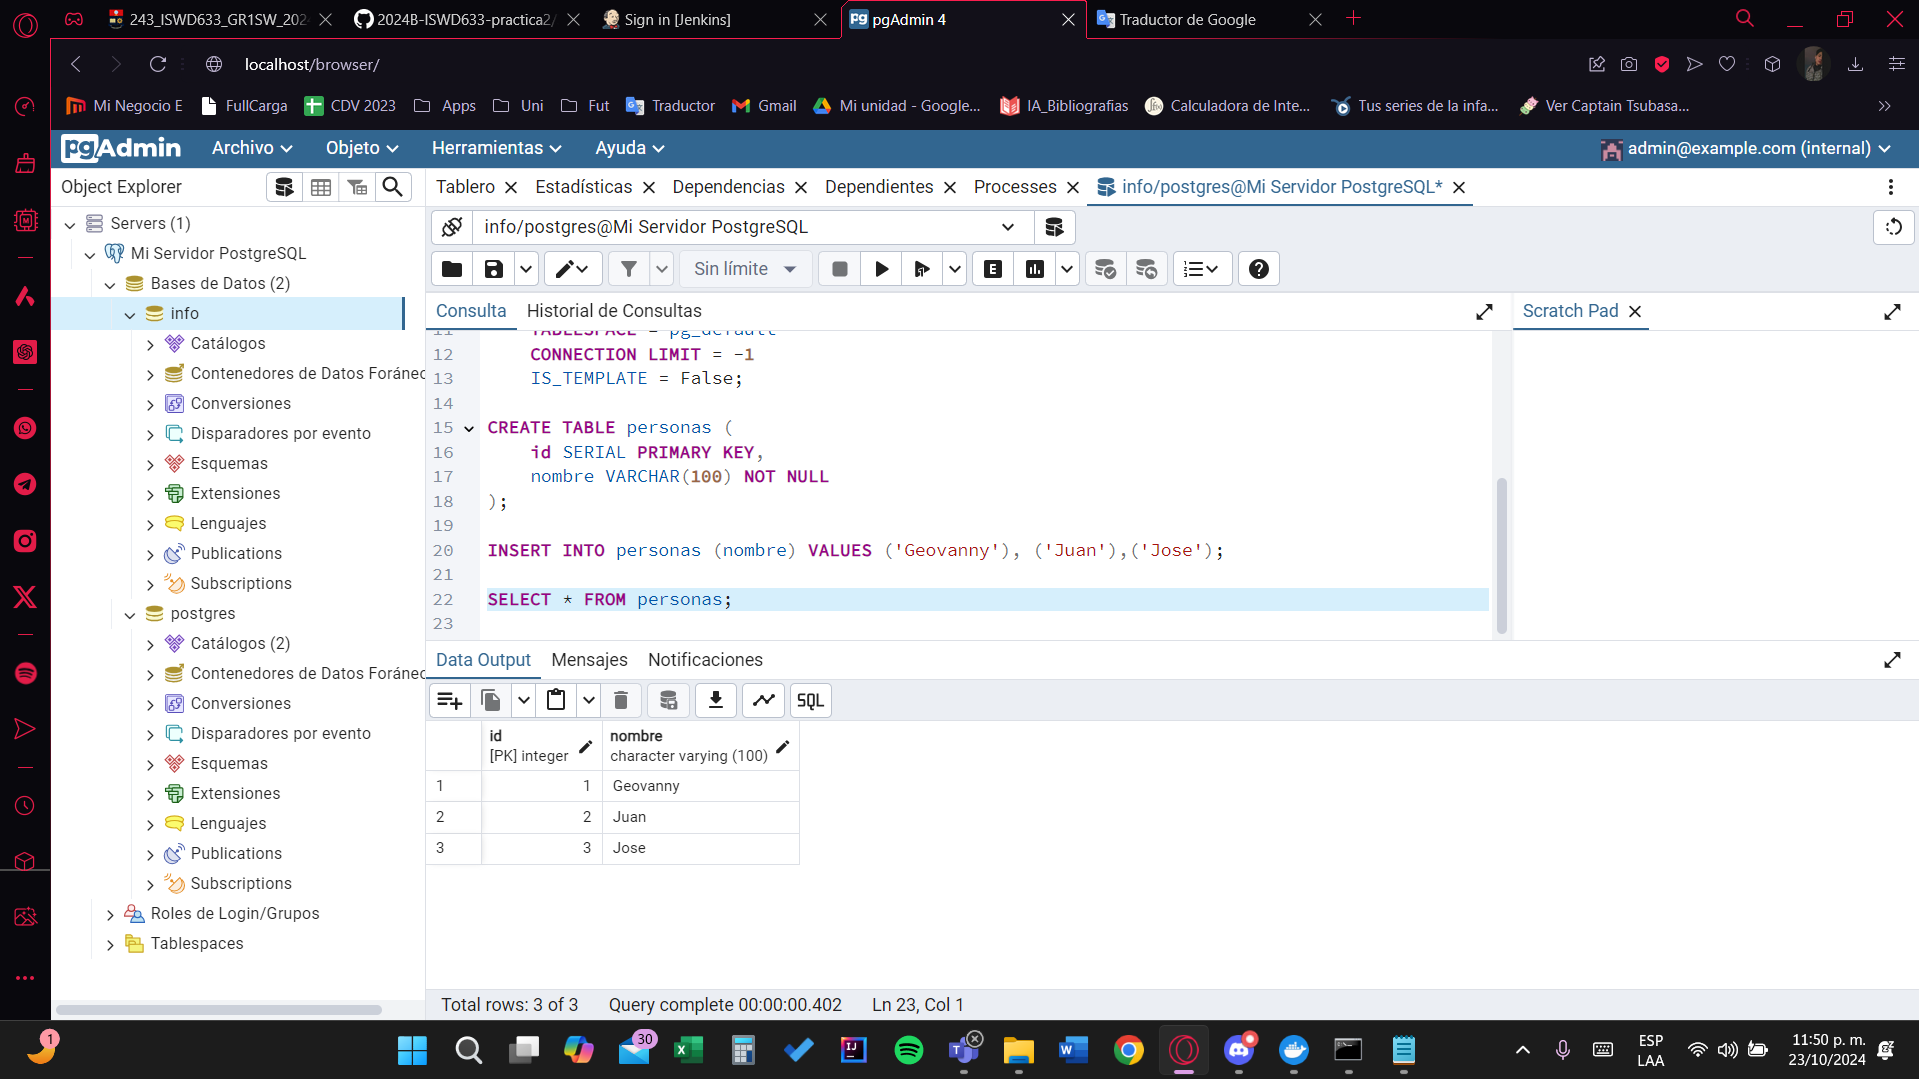 243_ISWD633_GR1SW_202
2024B-ISWD633-practica2/
Sign in [Jenkins]
pgAdmin 4
Traductor de Google
localhost/browser/
Mi Negocio E
FullCarga
CDV 2023
Apps
Uni
Fut
Traductor
Gmail
Mi unidad - Google...
IA_Bibliografias
Calculadora de Inte...
Tus series de la infa...
Ver Captain Tsubasa...
pgAdmin
Archivo
Objeto
Herramientas
Ayuda
admin@example.com (internal)
Object Explorer
Tablero
Estadísticas
Dependencias
Dependientes
Processes
info/postgres@Mi Servidor PostgreSQL*
Servers (1)
Mi Servidor PostgreSQL
Bases de Datos (2)
info
Catálogos
Contenedores de Datos Foráneo
Conversiones
Disparadores por evento
Esquemas
Extensiones
Lenguajes
Publications
Subscriptions
postgres
Catálogos (2)
Contenedores de Datos Foráneo
Conversiones
Disparadores por evento
Esquemas
Extensiones
Lenguajes
Publications
Subscriptions
Roles de Login/Grupos
Tablespaces
info/postgres@Mi Servidor PostgreSQL
Sin límite
E
Consulta
Historial de Consultas
Scratch Pad
11 TABLESPACE = pg_default
12 CONNECTION LIMIT = -1
13 IS_TEMPLATE = False;
14
15 CREATE TABLE personas (
16 id SERIAL PRIMARY KEY,
17 nombre VARCHAR(100) NOT NULL
18 );
19
20 INSERT INTO personas (nombre) VALUES ('Geovanny'), ('Juan'),('Jose');
21
22 SELECT * FROM personas;
23
Data Output
Mensajes
Notificaciones
SQL
id
[PK] integer
nombre
character varying (100)
1 1 Geovanny
2 2 Juan
3 3 Jose
Total rows: 3 of 3
Query complete 00:00:00.402
Ln 23, Col 1
1
30
ESP
LAA
11:50 p. m.
23/10/2024